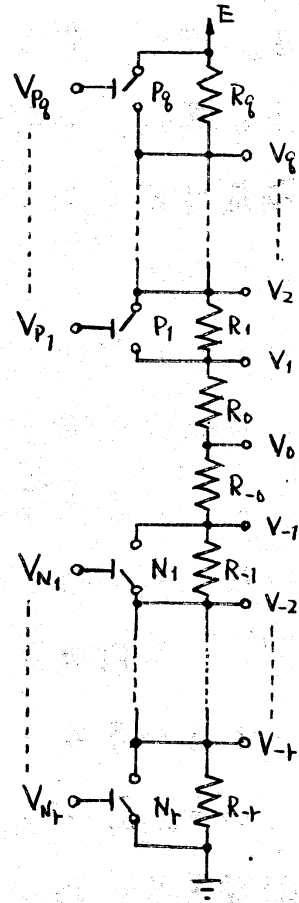 E
V_Pq Pq Rq
Vq
V2
V_P1 P1 R1
V1
R0
V0
R-0
V-1
V_N1 N1 R-1
V-2
V-r
V_Nr Nr R-r